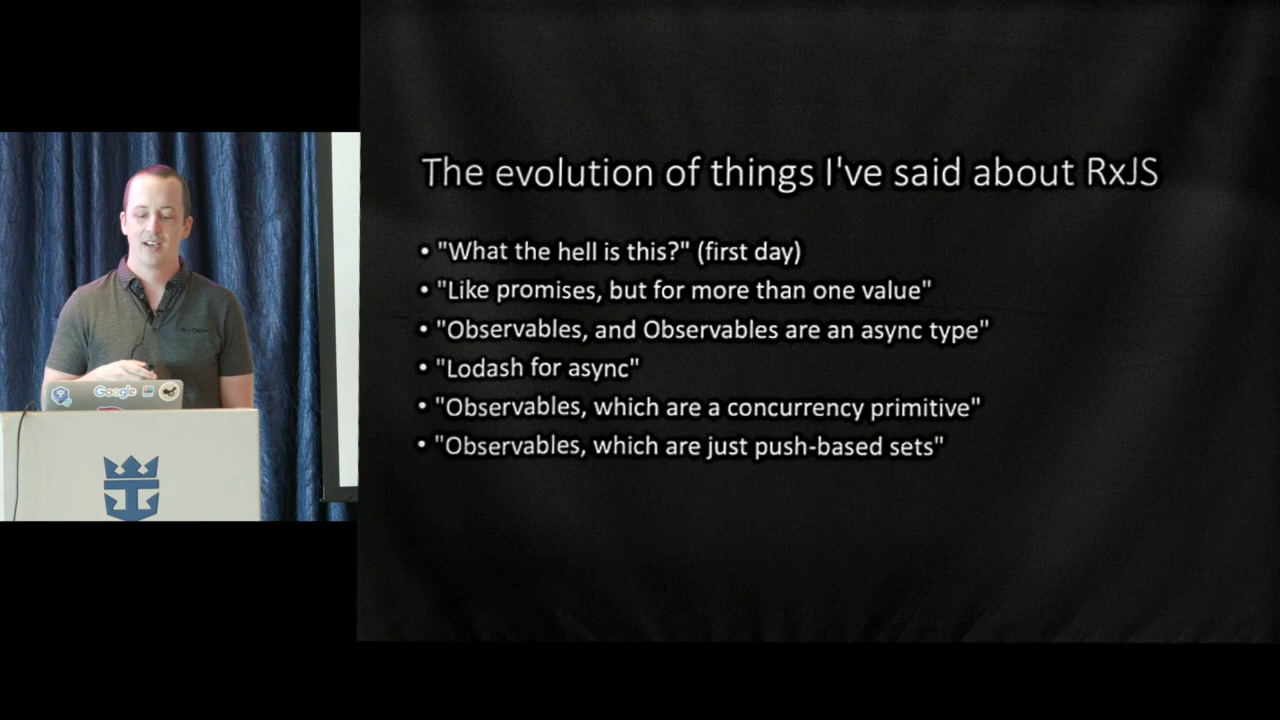 The evolution of things I've said about RxJS
• "What the hell is this?" (first day)
• "Like promises, but for more than one value"
• "Observables, and Observables are an async type"
• "Lodash for async"
• "Observables, which are a concurrency primitive"
• "Observables, which are just push-based sets"
Google